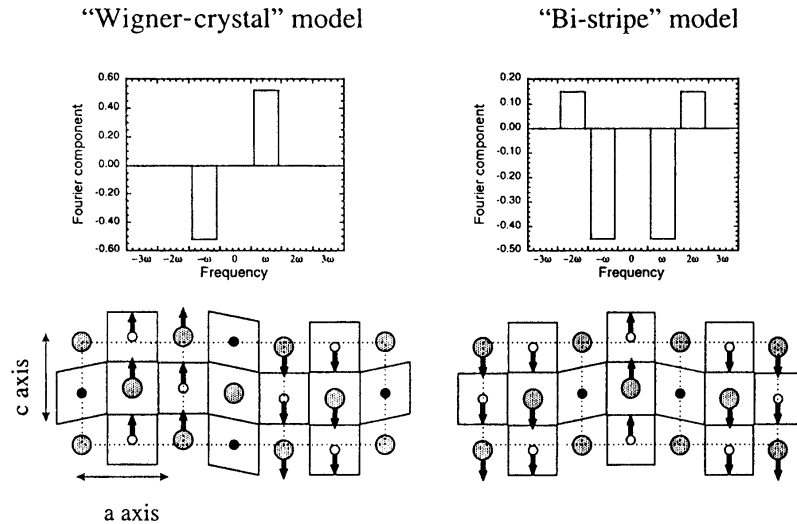 “Wigner-crystal” model
“Bi-stripe” model
0.60
0.40
0.20
0.00
-0.20
-0.40
-0.60
Fourier component
-3ω -2ω -ω 0 ω 2ω 3ω
Frequency
0.20
0.10
0.00
-0.10
-0.20
-0.30
-0.40
-0.50
Fourier component
-3ω -2ω -ω 0 ω 2ω 3ω
Frequency
c axis
a axis